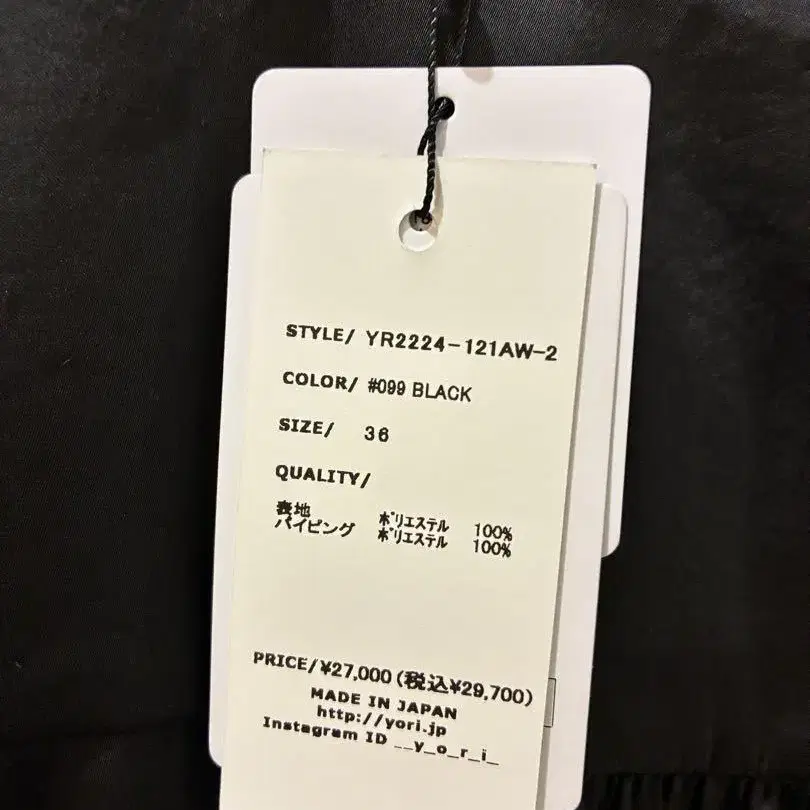 STYLE/ YR2224-121AW-2
COLOR/ #099 BLACK
SIZE/ 36
QUALITY/
表地 ポリエステル 100%
パイピング ポリエステル 100%
PRICE/¥27,000(税込¥29,700)
MADE IN JAPAN
http://yori.jp
Instagram ID __y_o_r_i_